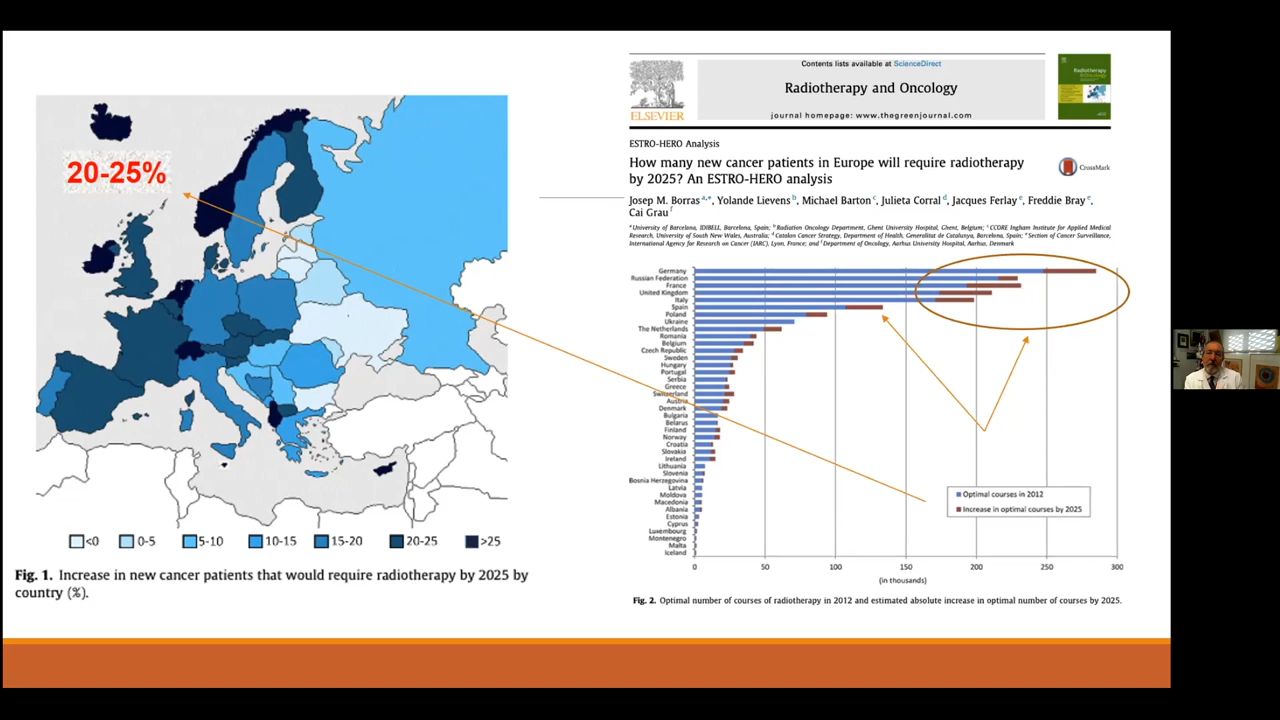 20-25%
<0
0-5
5-10
10-15
15-20
20-25
>25
Fig. 1. Increase in new cancer patients that would require radiotherapy by 2025 by
country (%).
Contents lists available at ScienceDirect
Radiotherapy and Oncology
journal homepage: www.thegreenjournal.com
ELSEVIER
Radiotherapy
ESTRO-HERO Analysis
How many new cancer patients in Europe will require radiotherapy
by 2025? An ESTRO-HERO analysis
CrossMark
Josep M. Borras a,*, Yolande Lievens b, Michael Barton c, Julieta Corral d, Jacques Ferlay e, Freddie Bray e,
Cai Grau f
a University of Barcelona, IDIBELL, Barcelona, Spain; b Radiation Oncology Department, Ghent University Hospital, Ghent, Belgium; c CCORE Ingham Institute for Applied Medical
Research, University of New South Wales, Australia; d Catalan Cancer Strategy, Department of Health, Generalitat de Catalunya, Barcelona, Spain; e Section of Cancer Surveillance,
International Agency for Research on Cancer (IARC), Lyon, France; and f Department of Oncology, Aarhus University Hospital, Aarhus, Denmark
Germany
Russian Federation
France
United Kingdom
Italy
Spain
Poland
Ukraine
The Netherlands
Romania
Belgium
Czech Republic
Sweden
Hungary
Portugal
Serbia
Greece
Switzerland
Austria
Denmark
Bulgaria
Belarus
Finland
Norway
Croatia
Slovakia
Ireland
Lithuania
Slovenia
Bosnia Herzegovina
Latvia
Moldova
Macedonia
Albania
Estonia
Cyprus
Luxembourg
Montenegro
Malta
Iceland
Optimal courses in 2012
Increase in optimal courses by 2025
0 50 100 150 200 250 300
(in thousands)
Fig. 2. Optimal number of courses of radiotherapy in 2012 and estimated absolute increase in optimal number of courses by 2025.